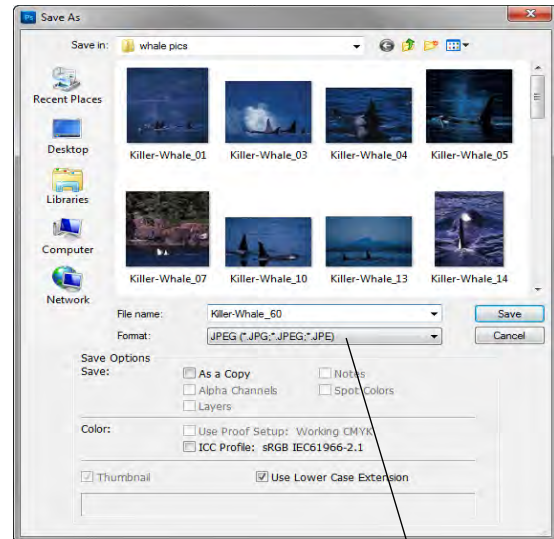 Ps Save As
Save in: whale pics
Recent Places
Desktop
Libraries
Computer
Network
Killer-Whale_01 Killer-Whale_03 Killer-Whale_04 Killer-Whale_05
Killer-Whale_07 Killer-Whale_10 Killer-Whale_13 Killer-Whale_14
File name: Killer-Whale_60 Save
Format: JPEG (*.JPG;*.JPEG;*.JPE) Cancel
Save Options
Save: As a Copy Notes
Alpha Channels Spot Colors
Layers
Color: Use Proof Setup: Working CMYK
ICC Profile: sRGB IEC61966-2.1
Thumbnail Use Lower Case Extension